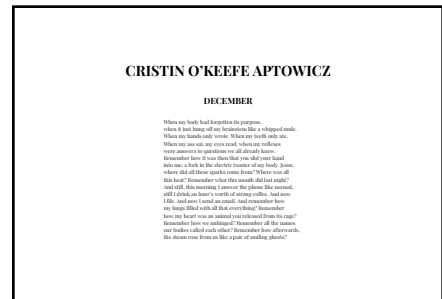 CRISTIN O'KEEFE APTOWICZ
DECEMBER
When my body had forgotten its purpose,
when it just hung off my brainstem like a whipped mule.
When my hands only wrote. When my teeth only ate.
When my ass sat, my eyes read, when my reflexes
were answers to questions we all already knew.
Remember how it was then that you slid your hand
into me, a fork in the electric toaster of my body. Jesus,
where did all these sparks come from? Where was all
this heat? Remember what this mouth did last night?
And still, this morning I answer the phone like normal,
still I drink an hour's worth of strong coffee. And now
I file. And now I send an email. And remember how
my lungs filled with all that everything? Remember
how my heart was an animal you released from its cage?
Remember how we unhinged? Remember all the names
our bodies called each other? Remember how afterwards,
the steam rose from us like a pair of smiling ghosts?